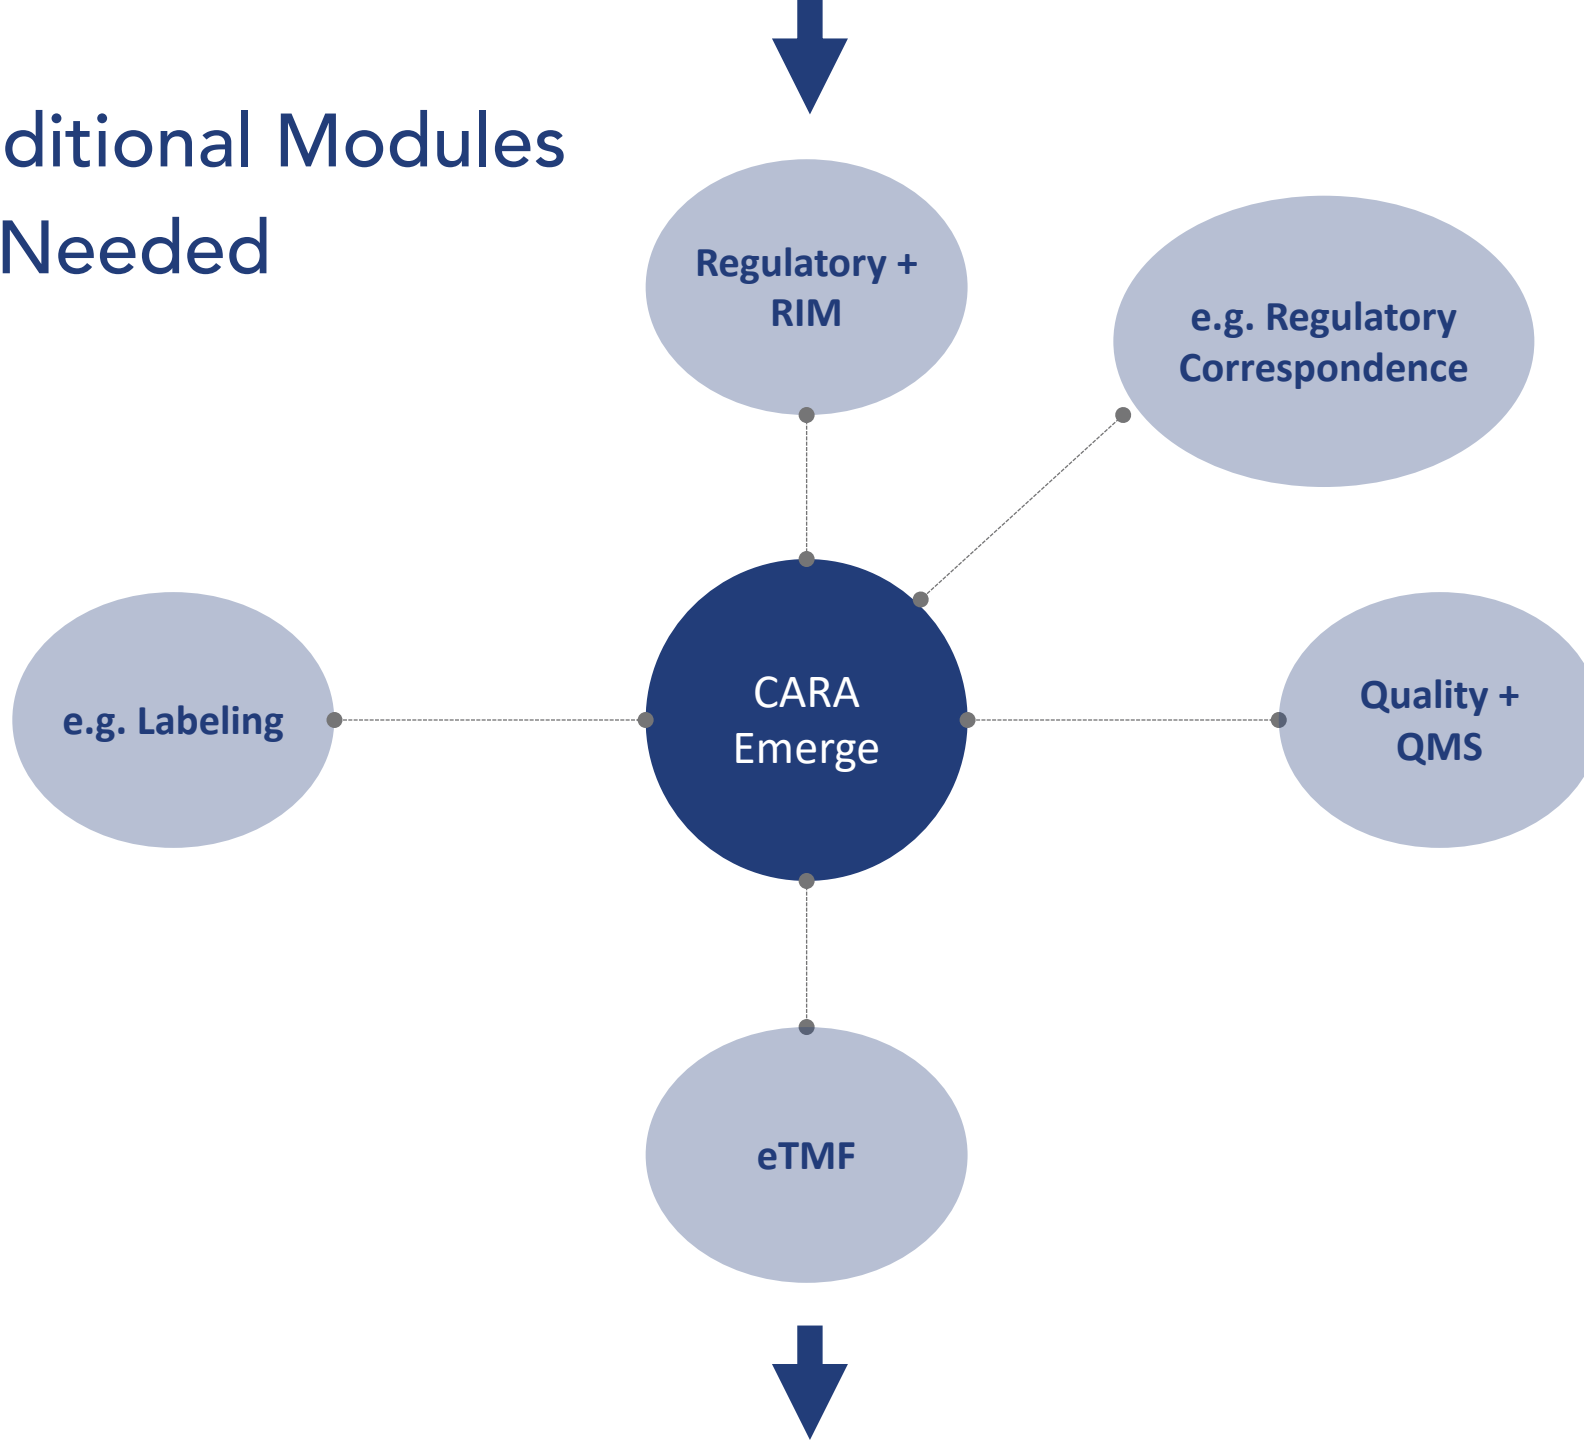 ditional Modules
Needed
Regulatory +
RIM
e.g. Regulatory
Correspondence
e.g. Labeling
CARA
Emerge
Quality +
QMS
eTMF